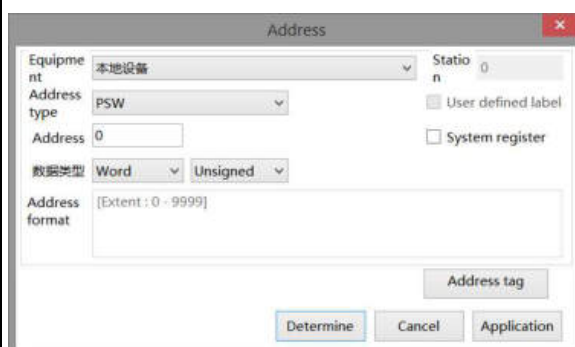 Address
Equipme
nt
本地设备
Statio
n
0
Address
type
PSW
User defined label
Address
0
System register
数据类型
Word
Unsigned
Address
format
[Extent : 0 - 9999]
Address tag
Determine
Cancel
Application